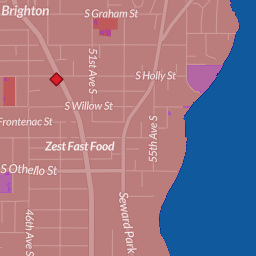 S Graham St
Brighton
51st Ave S
S Holly St
S Willow St
Frontenac St
55th Ave S
Zest Fast Food
S Othello St
46th Ave S
Seward Park